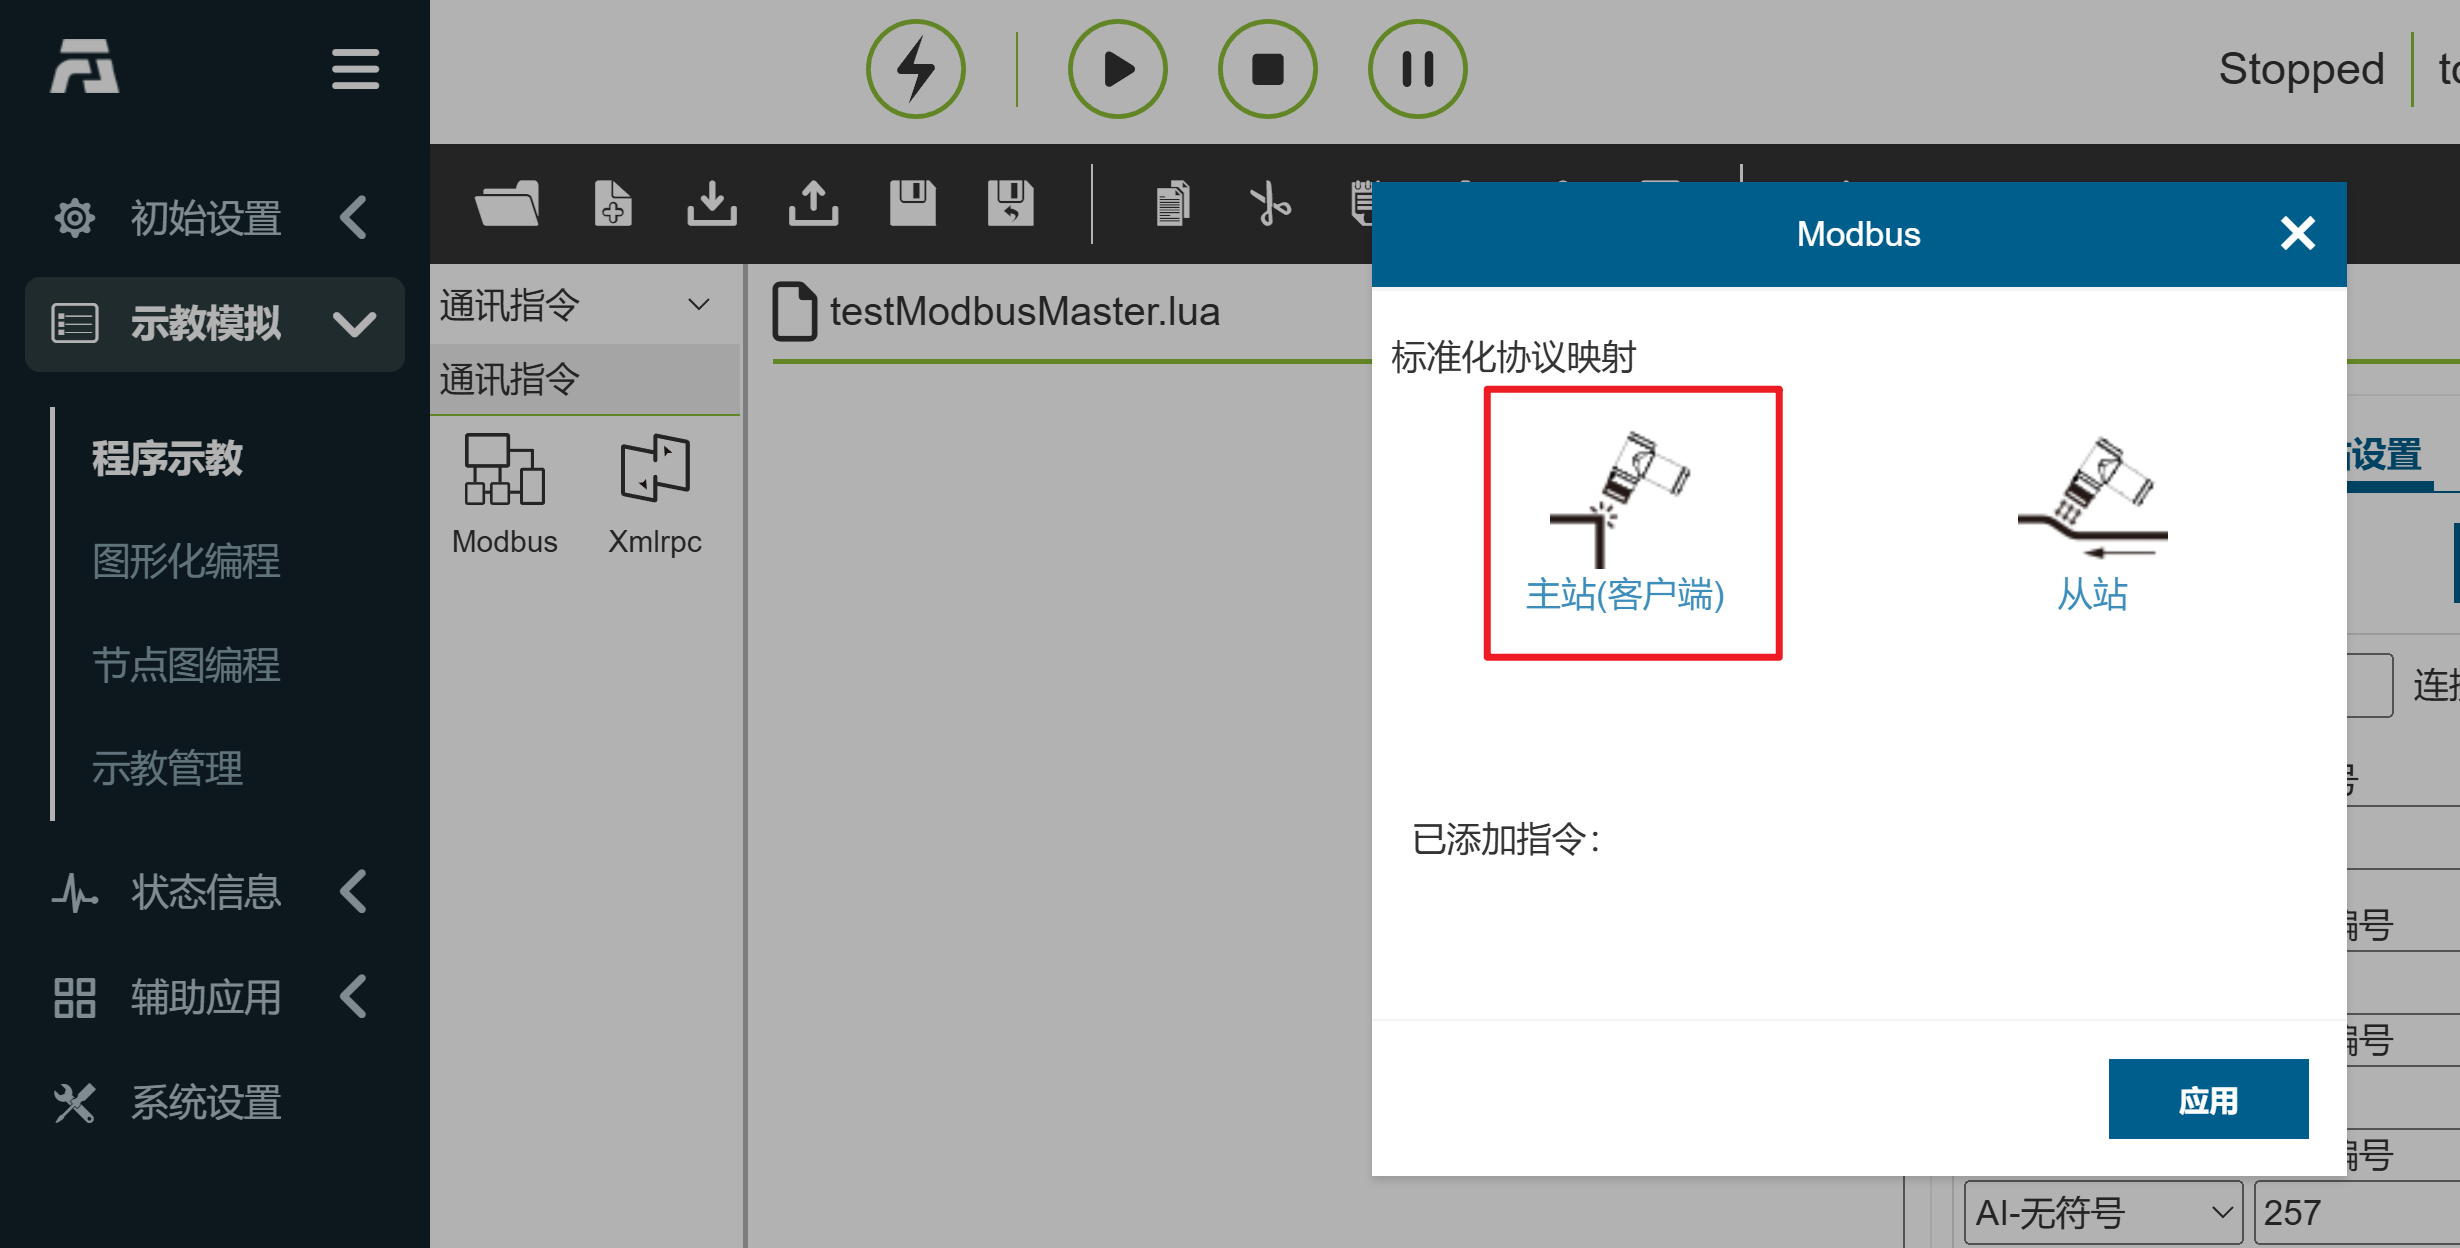 Stopped
初始设置
示教模拟
程序示教
图形化编程
节点图编程
示教管理
状态信息
辅助应用
系统设置
通讯指令
通讯指令
Modbus
Xmlrpc
testModbusMaster.lua
Modbus
标准化协议映射
主站(客户端)
从站
已添加指令:
应用
设置
号
编号
编号
编号
AI-无符号
257